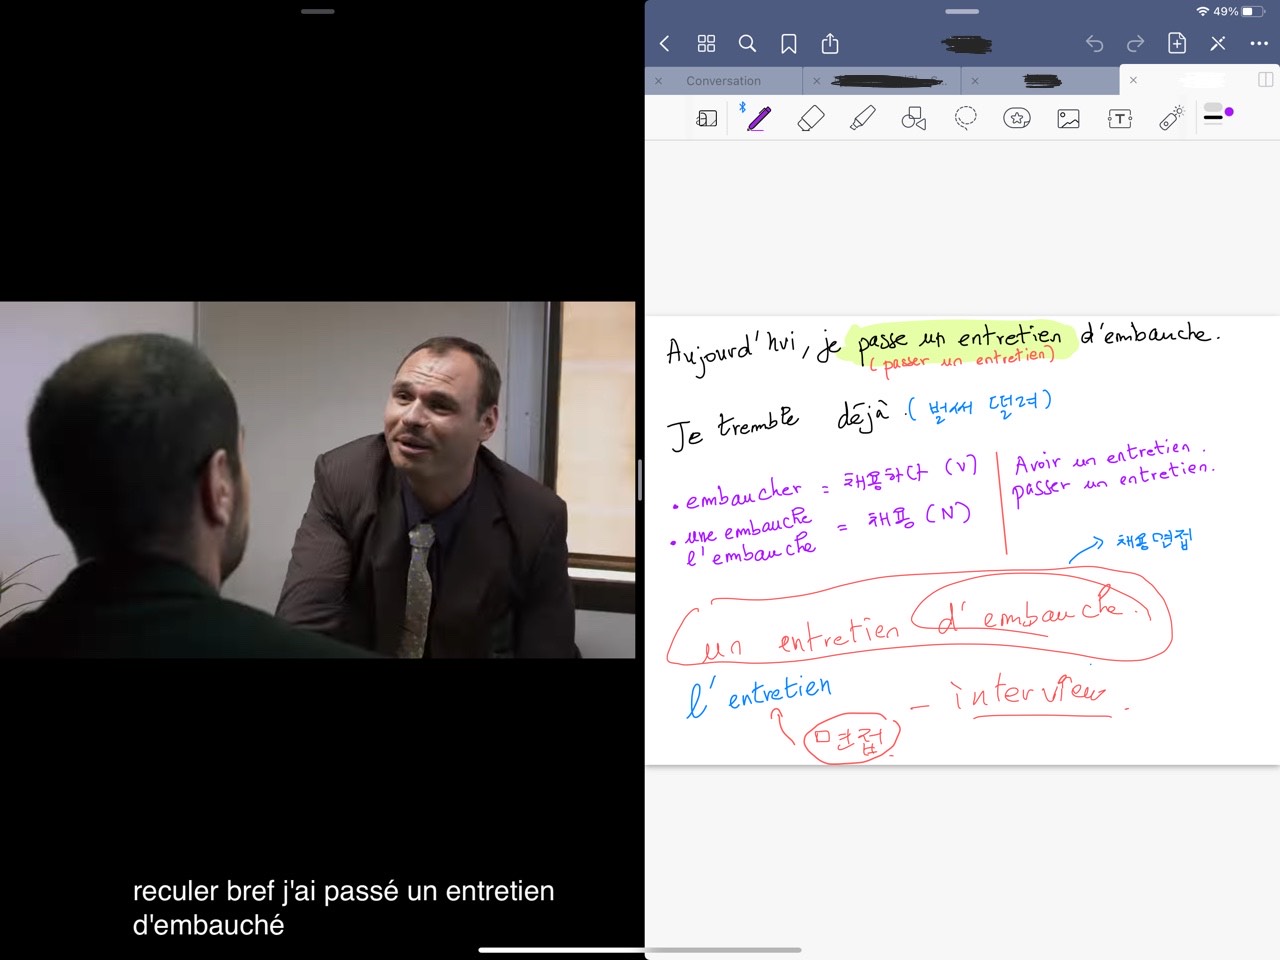 49%
Conversation
Aujourd'hui, je passe un entretien d'embauche.
(passer un entretien)
Je tremble déjà. (벌써 떨려)
• embaucher = 채용하다 (V)
• une embauche
l'embauche = 채용 (N)
Avoir un entretien.
passer un entretien.
채용면접
un entretien d'embauche.
l'entretien
면접 - interview.
reculer bref j'ai passé un entretien
d'embauché